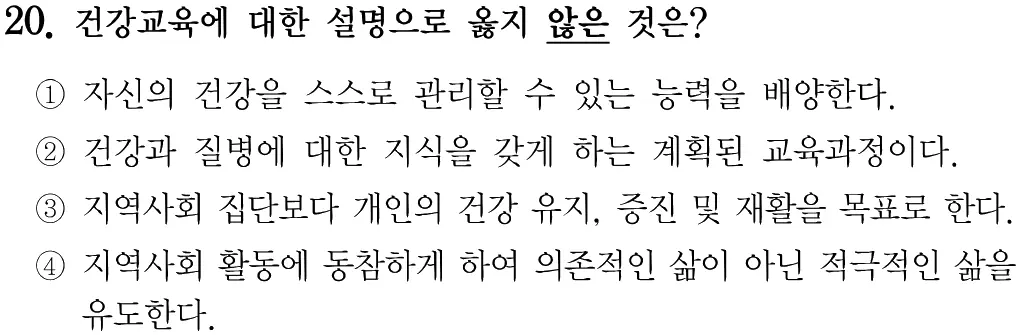 20. 건강교육에 대한 설명으로 옳지 않은 것은?
① 자신의 건강을 스스로 관리할 수 있는 능력을 배양한다.
② 건강과 질병에 대한 지식을 갖게 하는 계획된 교육과정이다.
③ 지역사회 집단보다 개인의 건강 유지, 증진 및 재활을 목표로 한다.
④ 지역사회 활동에 동참하게 하여 의존적인 삶이 아닌 적극적인 삶을
유도한다.